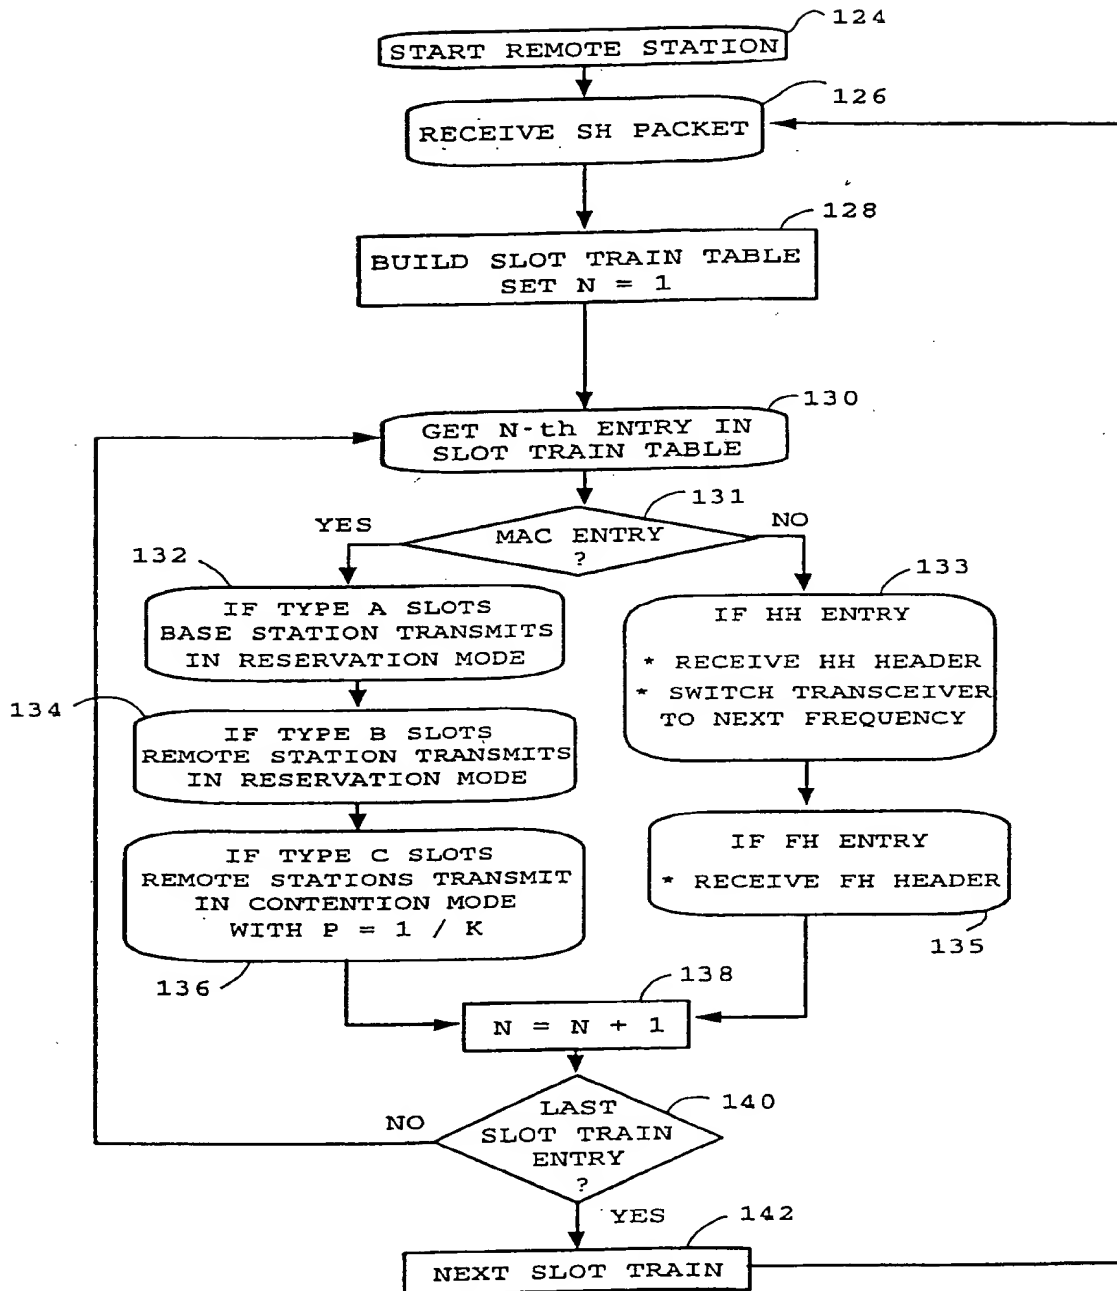 124
START REMOTE STATION
126
RECEIVE SH PACKET
128
BUILD SLOT TRAIN TABLE
SET N = 1
130
GET N-th ENTRY IN
SLOT TRAIN TABLE
131
YES
MAC ENTRY
?
NO
132
IF TYPE A SLOTS
BASE STATION TRANSMITS
IN RESERVATION MODE
133
IF HH ENTRY
* RECEIVE HH HEADER
* SWITCH TRANSCEIVER
TO NEXT FREQUENCY
134
IF TYPE B SLOTS
REMOTE STATION TRANSMITS
IN RESERVATION MODE
IF FH ENTRY
* RECEIVE FH HEADER
135
IF TYPE C SLOTS
REMOTE STATIONS TRANSMIT
IN CONTENTION MODE
WITH P = 1 / K
136
138
N = N + 1
140
NO
LAST
SLOT TRAIN
ENTRY
?
YES
142
NEXT SLOT TRAIN